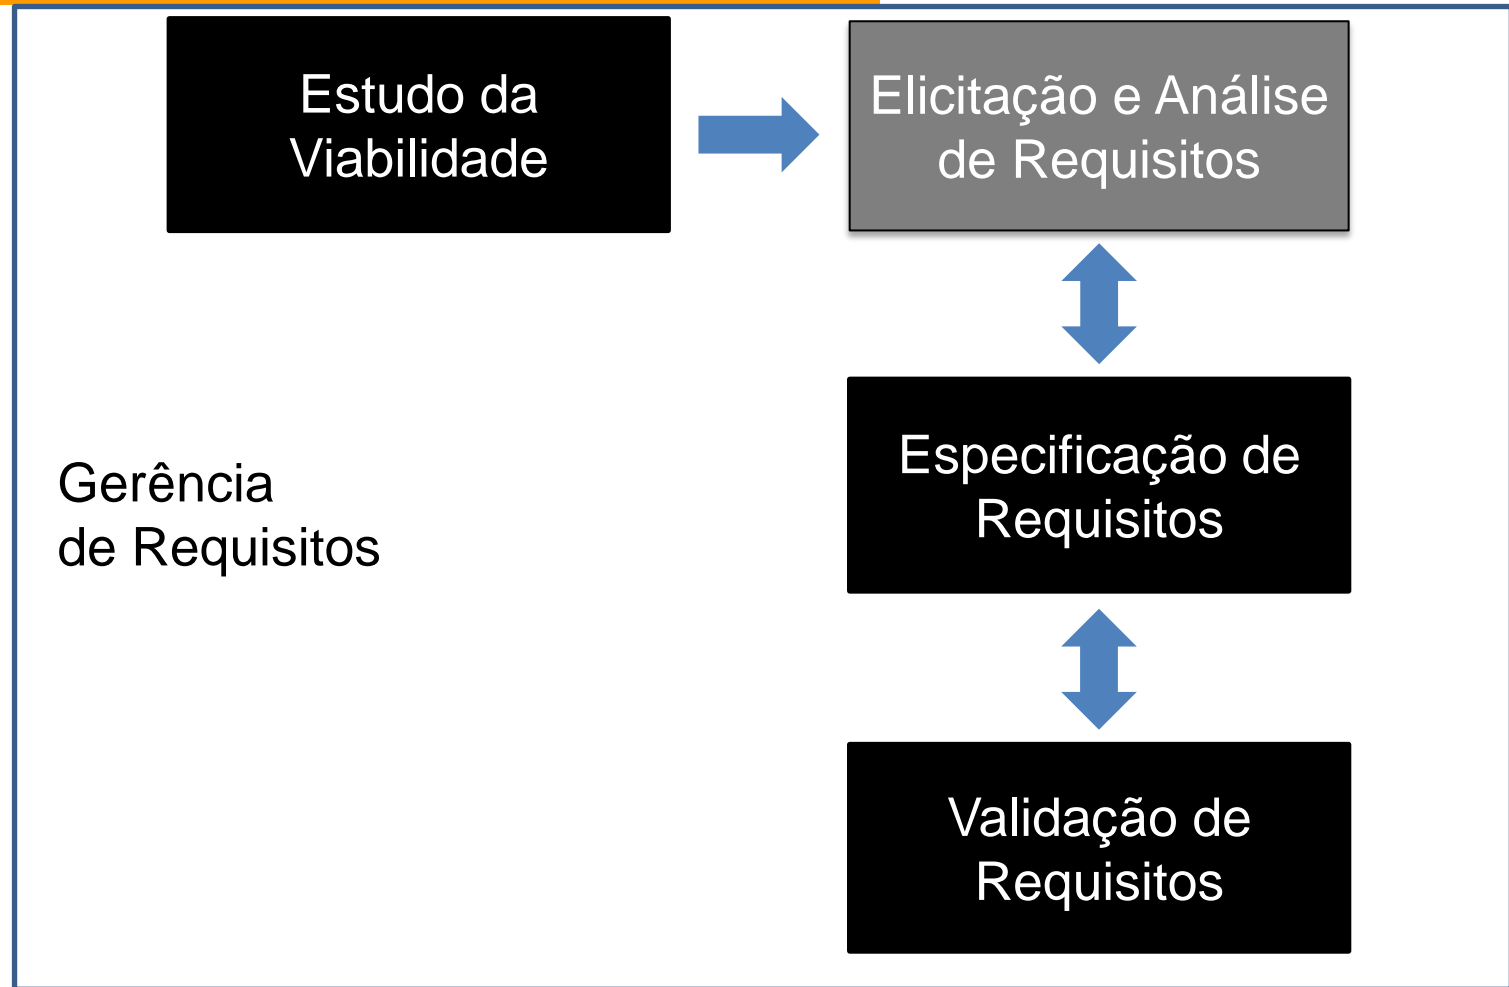 Estudo da
Viabilidade
Elicitação e Análise
de Requisitos
Especificação de
Requisitos
Gerência
de Requisitos
Validação de
Requisitos